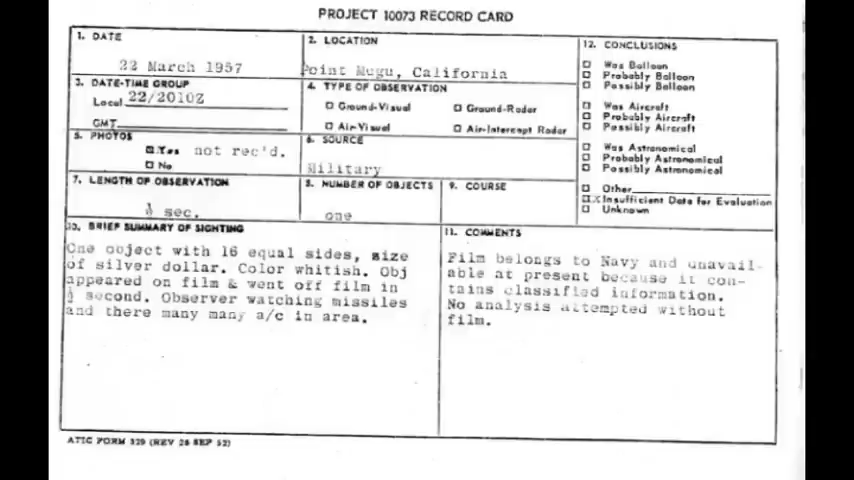 PROJECT 10073 RECORD CARD
1. DATE
22 March 1957
2. LOCATION
Point Mugu, California
12. CONCLUSIONS
Was Balloon
Probably Balloon
Possibly Balloon
Was Aircraft
Probably Aircraft
Possibly Aircraft
Was Astronomical
Probably Astronomical
Possibly Astronomical
Other
x Insufficient Data for Evaluation
Unknown
3. DATE-TIME GROUP
Local 22/2010Z
GMT
4. TYPE OF OBSERVATION
Ground-Visual Ground-Radar
Air-Visual Air-Intercept Radar
5. PHOTOS
Yes not rec'd.
No
6. SOURCE
Military
7. LENGTH OF OBSERVATION
½ sec.
8. NUMBER OF OBJECTS
one
9. COURSE
10. BRIEF SUMMARY OF SIGHTING
One object with 16 equal sides, size
of silver dollar. Color whitish. Obj
appeared on film & went off film in
½ second. Observer watching missiles
and there many many a/c in area.
11. COMMENTS
Film belongs to Navy and unavail-
able at present because it con-
tains classified information.
No analysis attempted without
film.
ATIC FORM 329 (REV 26 SEP 52)